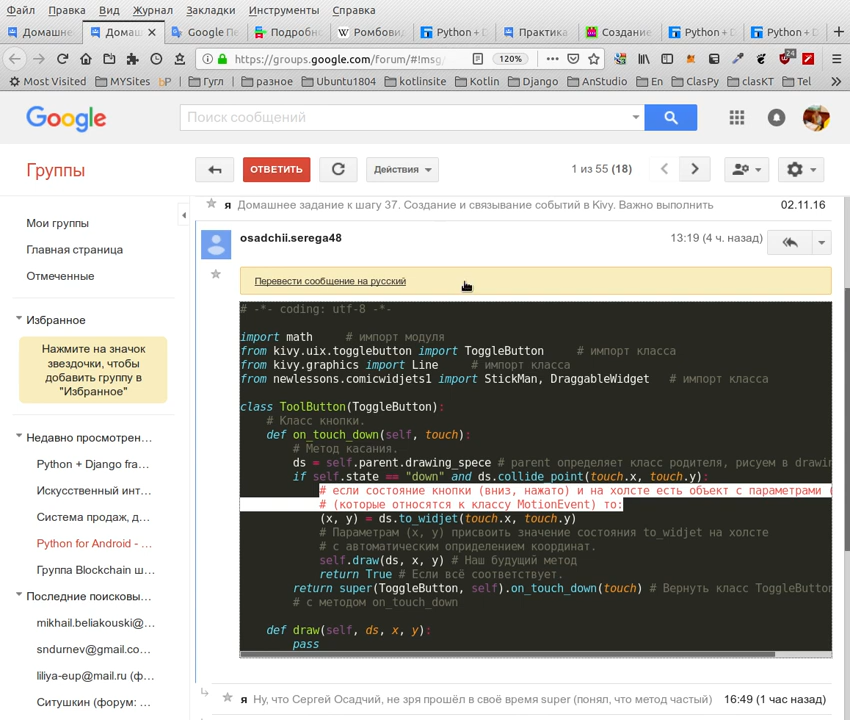 Файл Правка Вид Журнал Закладки Инструменты Справка
Домашне Домаш Google Пе Подробн Ромбови Python + D Практика Создание Python + D Python + D
https://groups.google.com/forum/#!msg 120% 24
Most Visited MYSites bP Гугл разное Ubuntu1804 kotlinsite Kotlin Django AnStudio En ClasPy clasKT Tel
Google Поиск сообщений
Группы ОТВЕТИТЬ Действия 1 из 55 (18)
я Домашнее задание к шагу 37. Создание и связывание событий в Kivy. Важно выполнить 02.11.16
Мои группы
Главная страница
Отмеченные
Избранное
Нажмите на значок
звездочки, чтобы
добавить группу в
"Избранное"
Недавно просмотрен...
Python + Django fra...
Искусственный инт...
Система продаж, д...
Python for Android - ...
Группа Blockchain ш...
Последние поисковы...
mikhail.beliakouski@...
sndurnev@gmail.co...
liliya-eup@mail.ru (ф...
Ситушкин (форум: ...
osadchii.serega48 13:19 (4 ч. назад)
Перевести сообщение на русский
# -*- coding: utf-8 -*-
import math     # импорт модуля
from kivy.uix.togglebutton import ToggleButton     # импорт класса
from kivy.graphics import Line     # импорт класса
from newlessons.comicwidjets1 import StickMan, DraggableWidget   # импорт класса
class ToolButton(ToggleButton):
    # Класс кнопки.
    def on_touch_down(self, touch):
        # Метод касания.
        ds = self.parent.drawing_spece # parent определяет класс родителя, рисуем в drawin
        if self.state == "down" and ds.collide_point(touch.x, touch.y):
            # если состояние кнопки (вниз, нажато) и на холсте есть объект с параметрами (
            # (которые относятся к классу MotionEvent) то:
            (x, y) = ds.to_widjet(touch.x, touch.y)
            # Параметрам (x, y) присвоить значение состояния to_widjet на холсте
            # с автоматическим определением координат.
            self.draw(ds, x, y) # Наш будущий метод
            return True # Если всё соответствует.
        return super(ToggleButton, self).on_touch_down(touch) # Вернуть класс ToggleButton
        # с методом on_touch_down
    def draw(self, ds, x, y):
        pass
я Ну, что Сергей Осадчий, не зря прошёл в своё время super (понял, что метод частый) 16:49 (1 час назад)